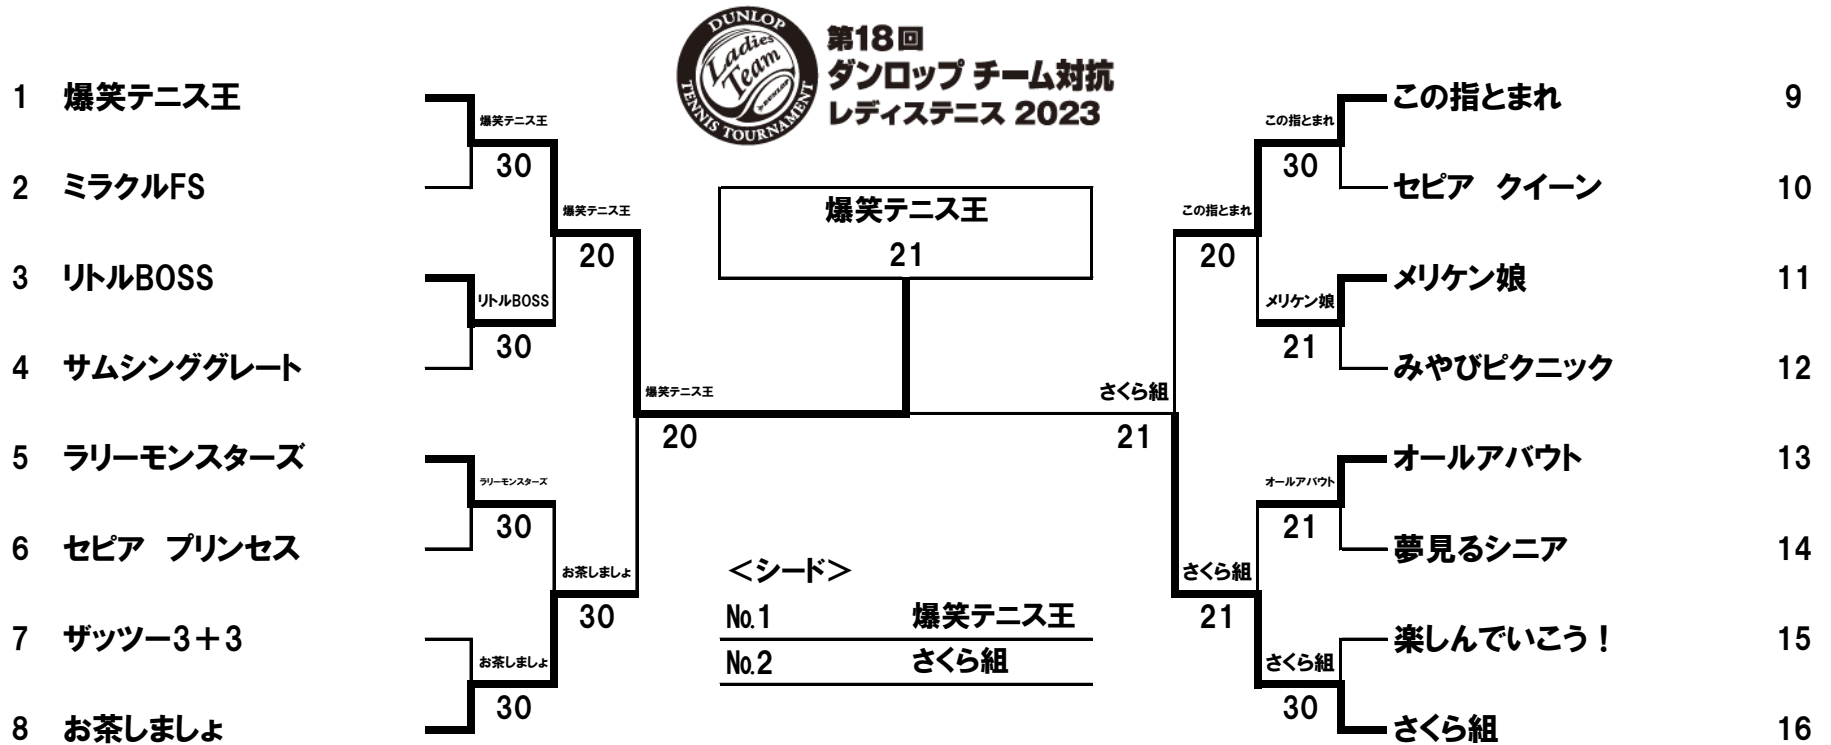 DUNLOP
Ladies
Team
by DUNLOP
TENNIS TOURNAMENT
第18回
ダンロップ チーム対抗
レディステニス 2023
1 爆笑テニス王
2 ミラクルFS
3 リトルBOSS
4 サムシンググレート
5 ラリーモンスターズ
6 セピア プリンセス
7 ザッツー3+3
8 お茶しましょ
爆笑テニス王
30
リトルBOSS
30
ラリーモンスターズ
30
お茶しましょ
30
爆笑テニス王
20
お茶しましょ
30
爆笑テニス王
20
爆笑テニス王
21
さくら組
21
この指とまれ
20
さくら組
21
この指とまれ
30
メリケン娘
21
オールアバウト
21
さくら組
30
この指とまれ 9
セピア クイーン 10
メリケン娘 11
みやびピクニック 12
オールアバウト 13
夢見るシニア 14
楽しんでいこう! 15
さくら組 16
<シード>
№1 爆笑テニス王
№2 さくら組